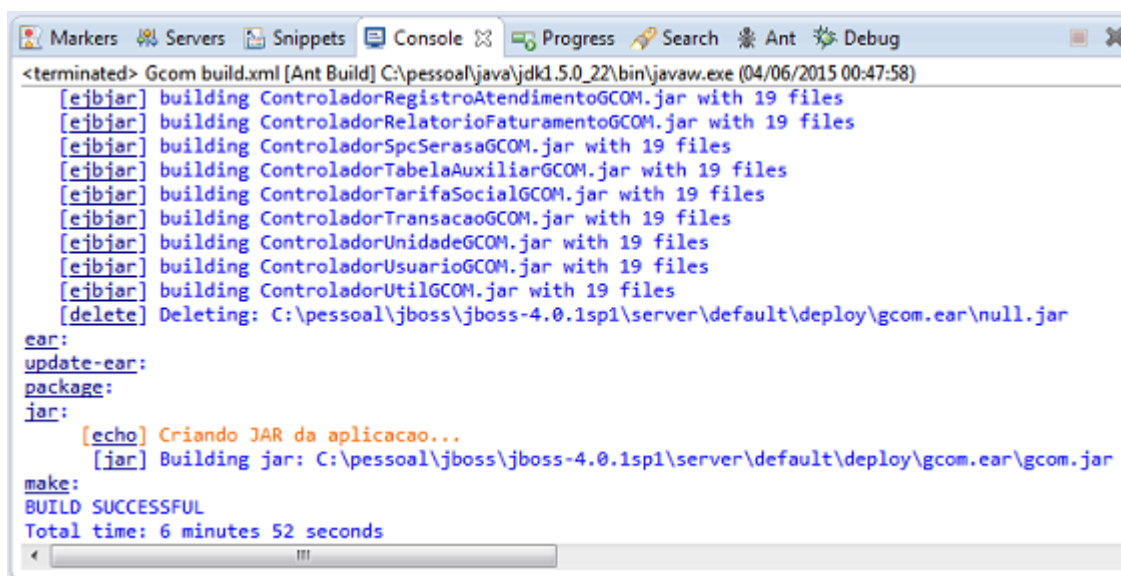 Markers Servers Snippets Console Progress Search Ant Debug
<terminated> Gcom build.xml [Ant Build] C:\pessoal\java\jdk1.5.0_22\bin\javaw.exe (04/06/2015 00:47:58)
[ejbjar] building ControladorRegistroAtendimentoGCOM.jar with 19 files
[ejbjar] building ControladorRelatorioFaturamentoGCOM.jar with 19 files
[ejbjar] building ControladorSpcSerasaGCOM.jar with 19 files
[ejbjar] building ControladorTabelaAuxiliarGCOM.jar with 19 files
[ejbjar] building ControladorTarifaSocialGCOM.jar with 19 files
[ejbjar] building ControladorTransacaoGCOM.jar with 19 files
[ejbjar] building ControladorUnidadeGCOM.jar with 19 files
[ejbjar] building ControladorUsuarioGCOM.jar with 19 files
[ejbjar] building ControladorUtilGCOM.jar with 19 files
[delete] Deleting: C:\pessoal\jboss\jboss-4.0.1sp1\server\default\deploy\gcom.ear\null.jar
ear:
update-ear:
package:
jar:
[echo] Criando JAR da aplicacao...
[jar] Building jar: C:\pessoal\jboss\jboss-4.0.1sp1\server\default\deploy\gcom.ear\gcom.jar
make:
BUILD SUCCESSFUL
Total time: 6 minutes 52 seconds